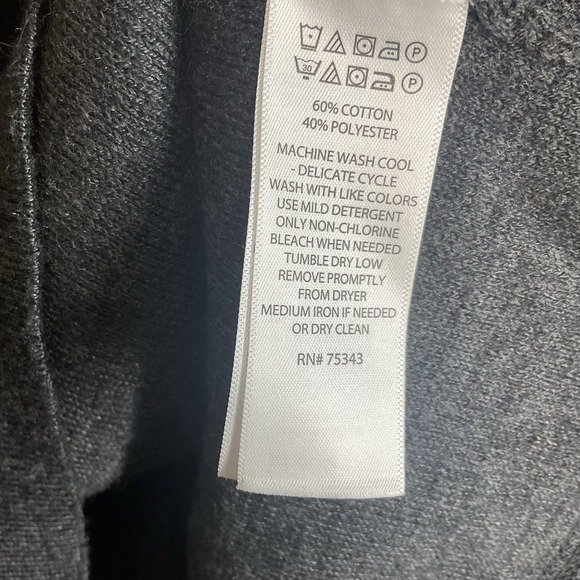 P
30 P
60% COTTON
40% POLYESTER
MACHINE WASH COOL
- DELICATE CYCLE
WASH WITH LIKE COLORS
USE MILD DETERGENT
ONLY NON-CHLORINE
BLEACH WHEN NEEDED
TUMBLE DRY LOW
REMOVE PROMPTLY
FROM DRYER
MEDIUM IRON IF NEEDED
OR DRY CLEAN
RN# 75343